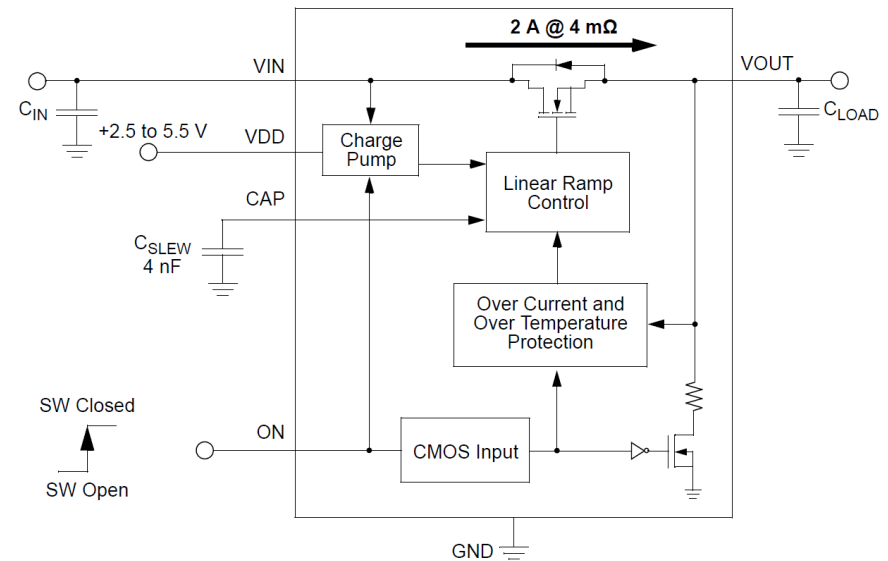 2 A @ 4 mΩ
VIN
VOUT
CIN
CLOAD
+2.5 to 5.5 V
VDD
Charge
Pump
Linear Ramp
Control
CAP
CSLEW
4 nF
Over Current and
Over Temperature
Protection
SW Closed
ON
CMOS Input
SW Open
GND